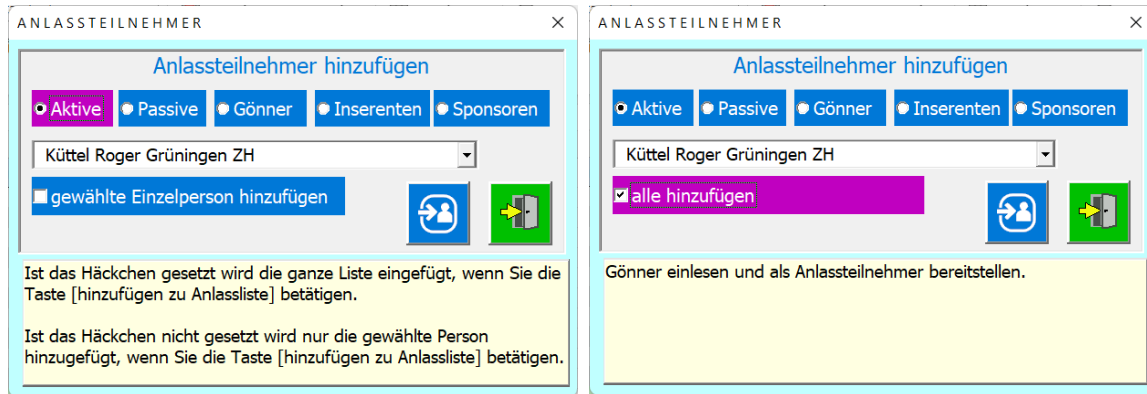 ANLASSTEILNEHMER
Anlassteilnehmer hinzufügen
Aktive Passive Gönner Inserenten Sponsoren
Küttel Roger Grüningen ZH
gewählte Einzelperson hinzufügen
Ist das Häckchen gesetzt wird die ganze Liste eingefügt, wenn Sie die
Taste [hinzufügen zu Anlassliste] betätigen.
Ist das Häckchen nicht gesetzt wird nur die gewählte Person
hinzugefügt, wenn Sie die Taste [hinzufügen zu Anlassliste] betätigen.
ANLASSTEILNEHMER
Anlassteilnehmer hinzufügen
Aktive Passive Gönner Inserenten Sponsoren
Küttel Roger Grüningen ZH
alle hinzufügen
Gönner einlesen und als Anlassteilnehmer bereitstellen.